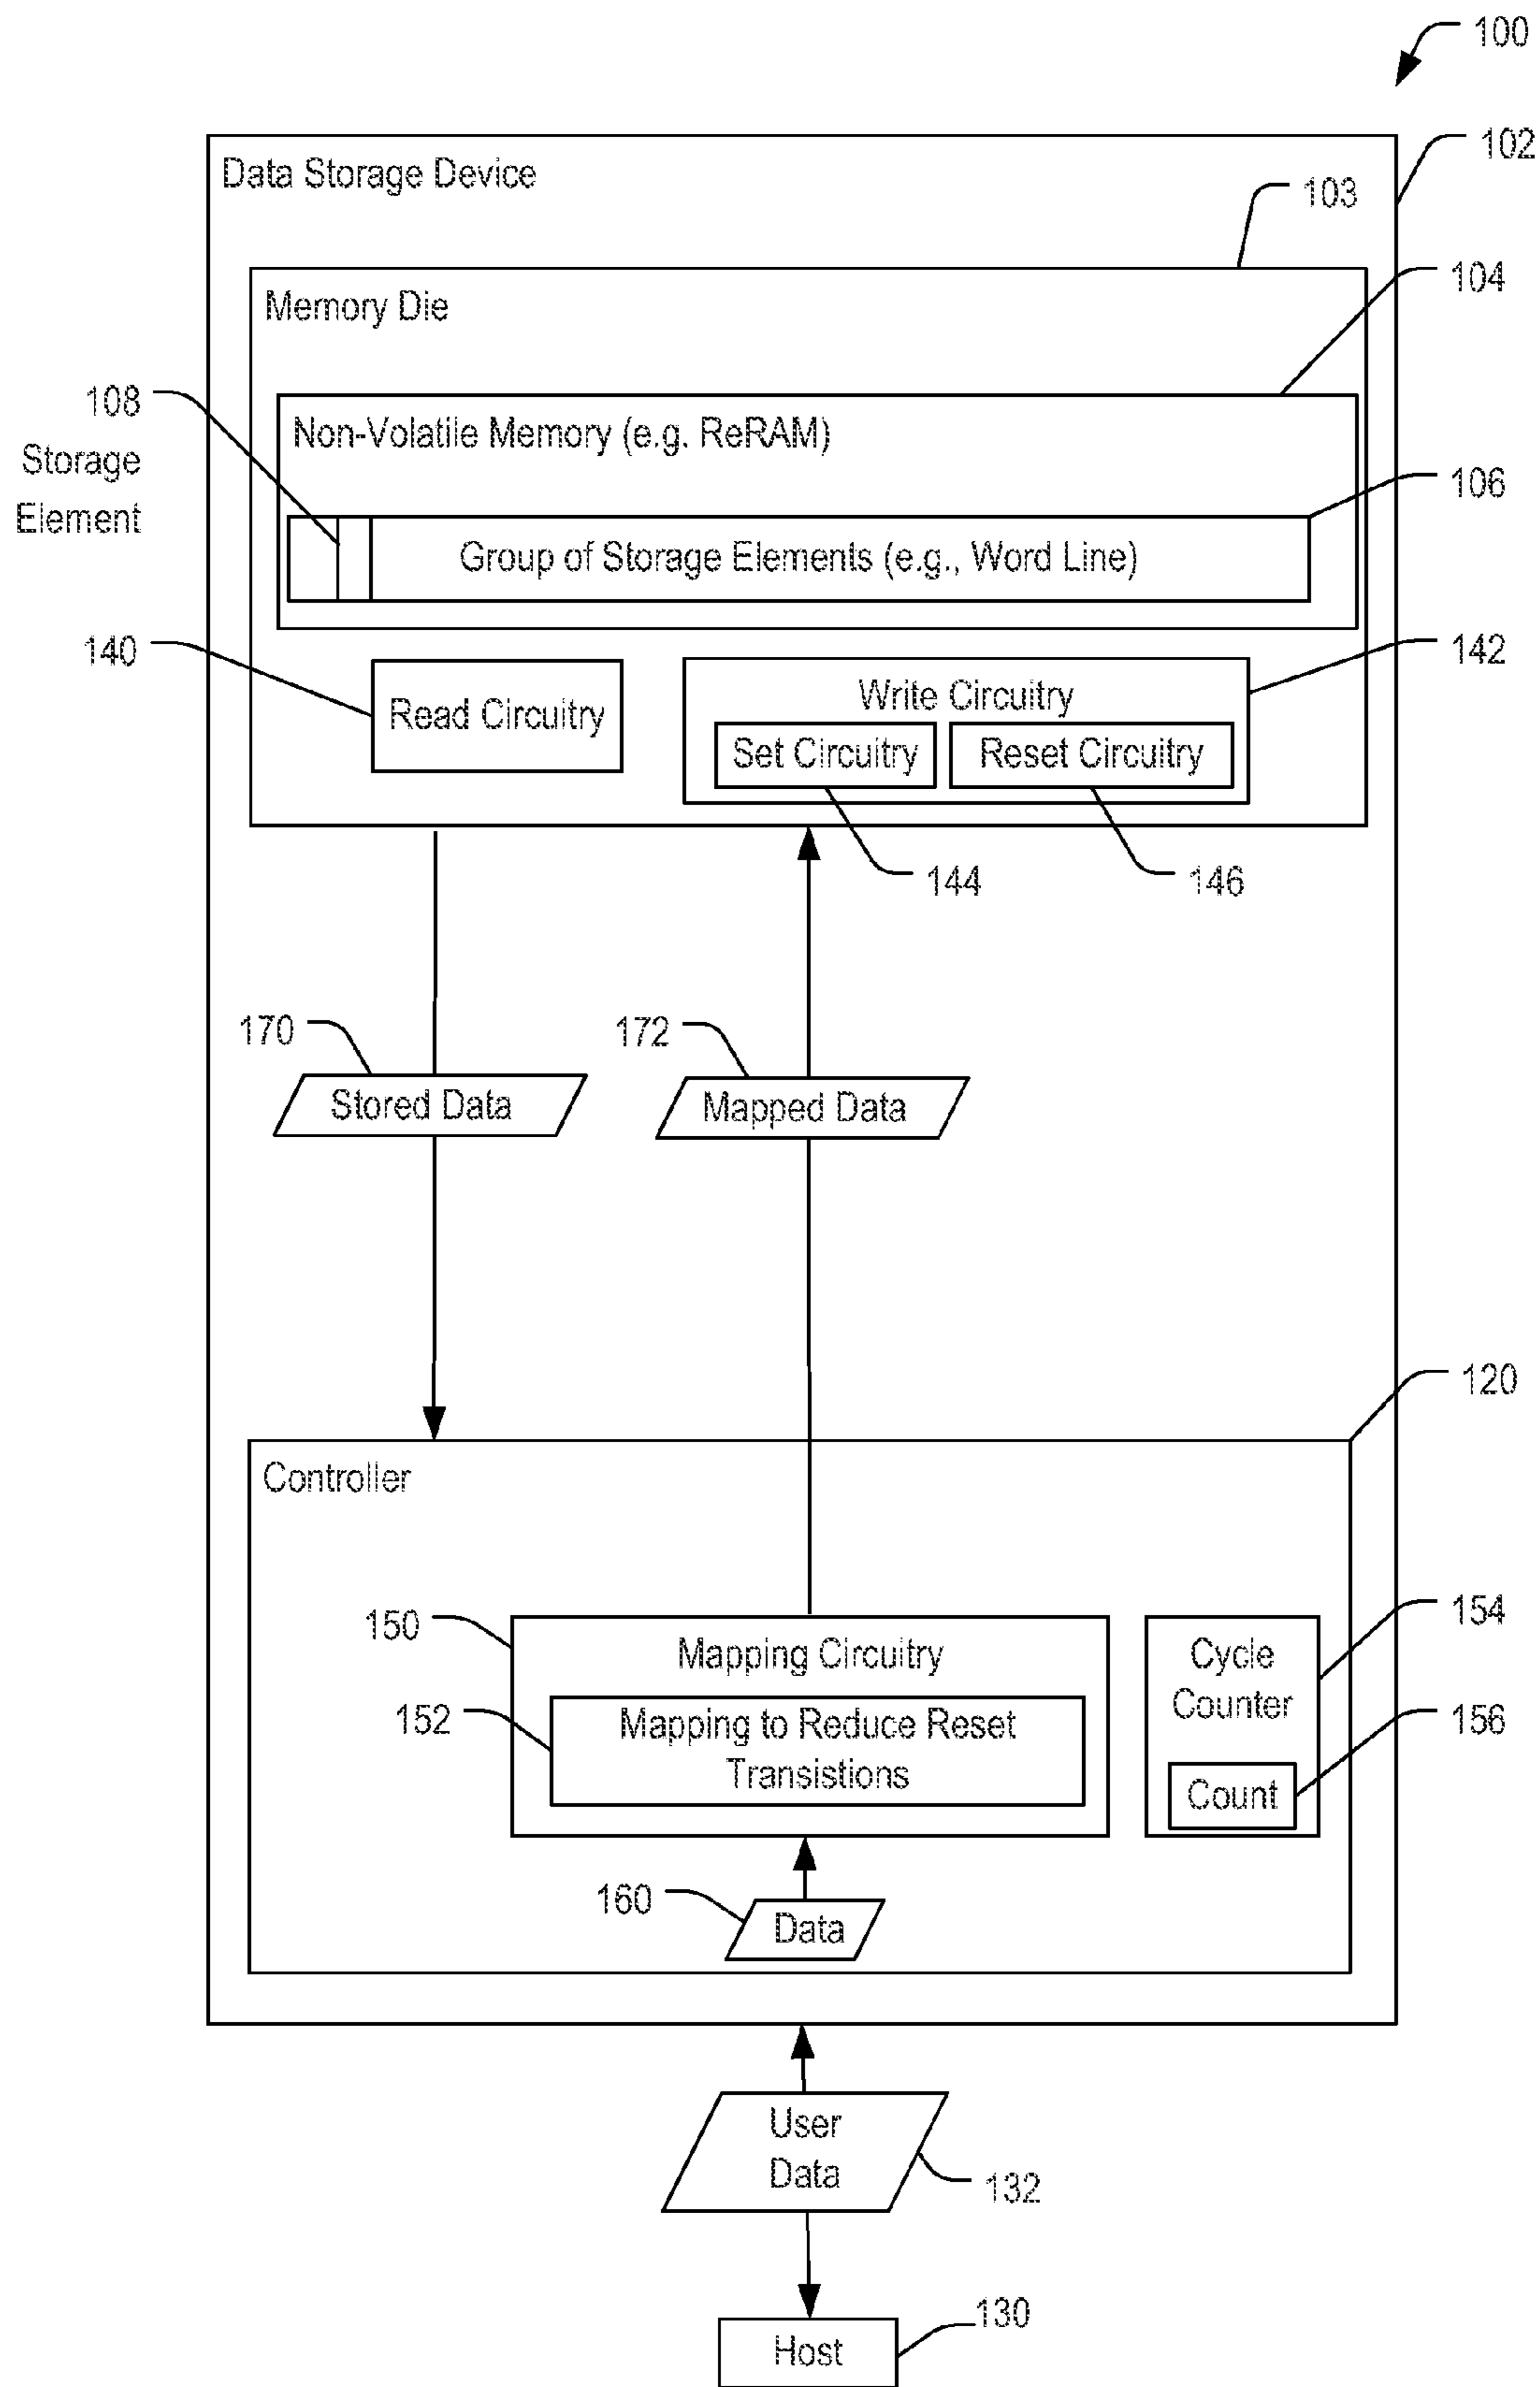 100
102
Data Storage Device
103
Memory Die
104
108
Storage
Element
Non-Volatile Memory (e.g. ReRAM)
106
Group of Storage Elements (e.g., Word Line)
140
142
Read Circuitry
Write Circuitry
Set Circuitry
Reset Circuitry
144
146
170
172
Stored Data
Mapped Data
120
Controller
150
154
Mapping Circuitry
Cycle
Counter
152
156
Mapping to Reduce Reset
Transistions
Count
160
Data
User
Data
132
130
Host